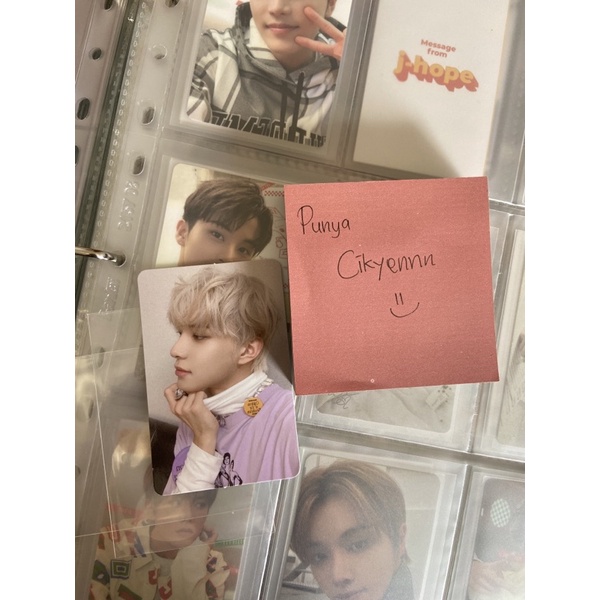 Message
from
j-hope
Punya
Cikyennn